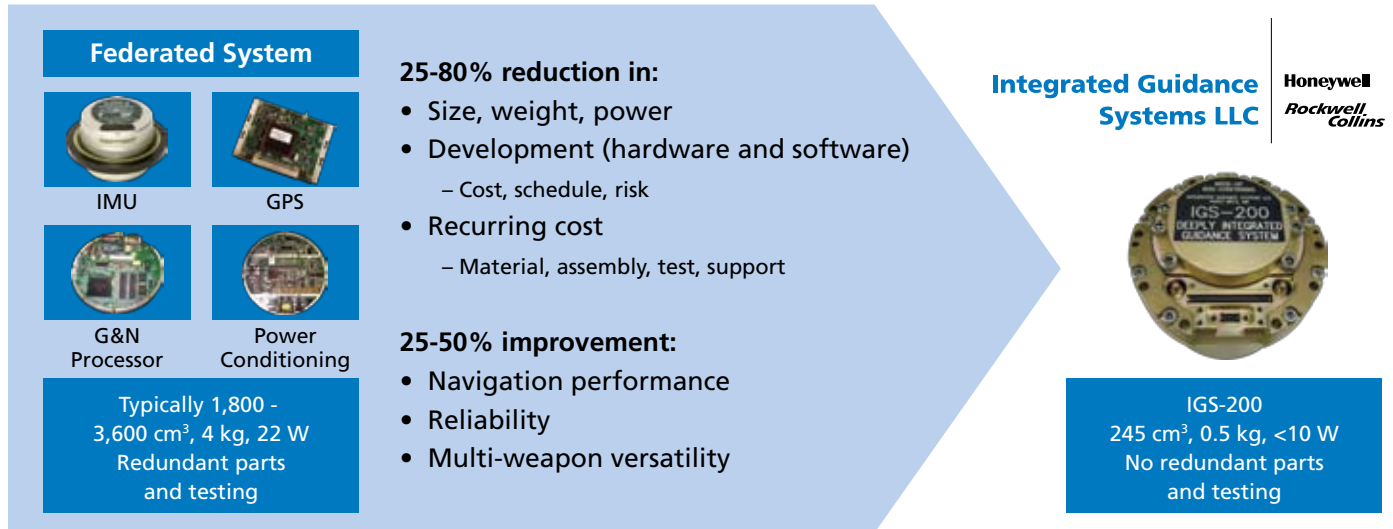 Federated System
IMU
GPS
G&N
Processor
Power
Conditioning
Typically 1,800 -
3,600 cm³, 4 kg, 22 W
Redundant parts
and testing
25-80% reduction in:
• Size, weight, power
• Development (hardware and software)
– Cost, schedule, risk
• Recurring cost
– Material, assembly, test, support
25-50% improvement:
• Navigation performance
• Reliability
• Multi-weapon versatility
Integrated Guidance
Systems LLC
Honeywell
Rockwell
Collins
IGS-200
DEEPLY INTEGRATED
GUIDANCE SYSTEM
IGS-200
245 cm³, 0.5 kg, <10 W
No redundant parts
and testing